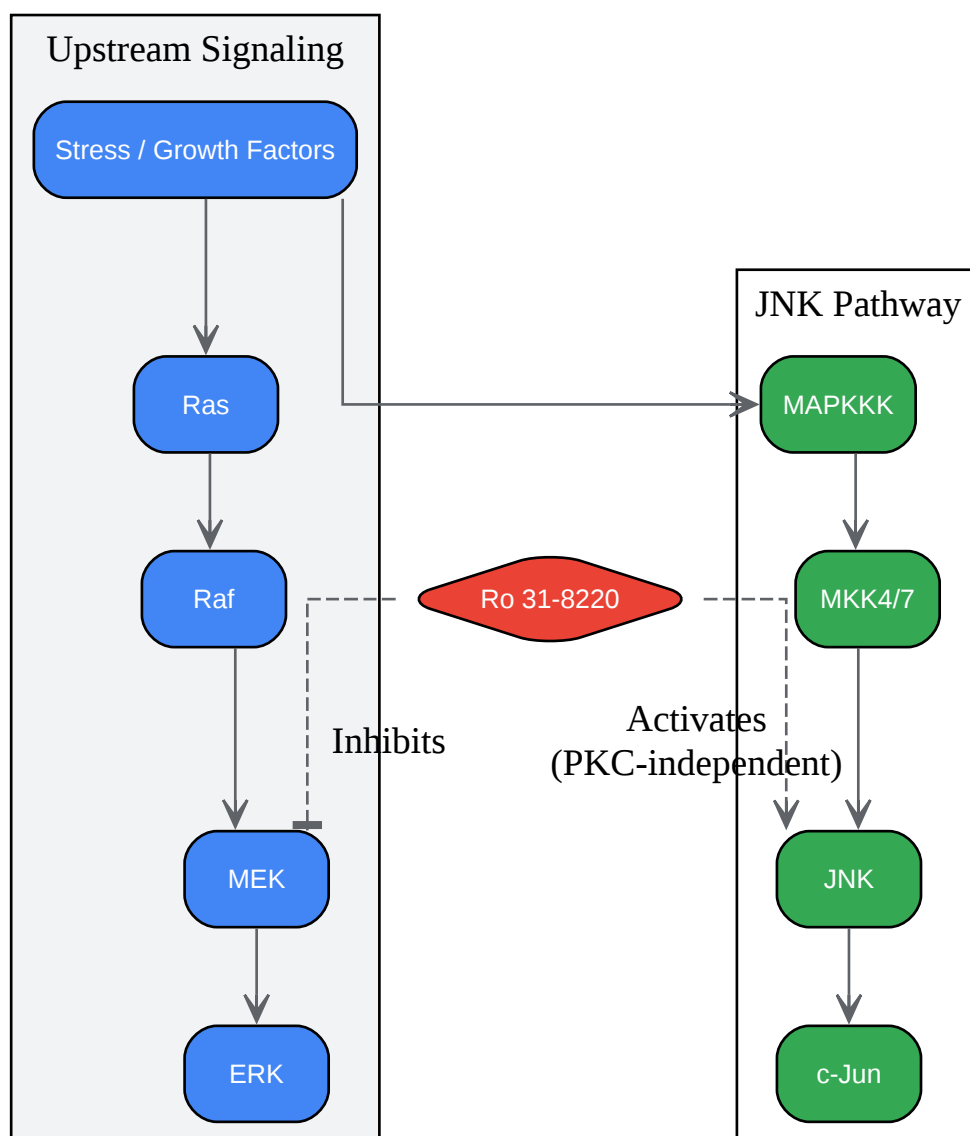 Upstream Signaling
Stress / Growth Factors
JNK Pathway
Ras
MAPKKK
Raf
Ro 31-8220
MKK4/7
Inhibits
Activates
(PKC-independent)
MEK
JNK
ERK
c-Jun